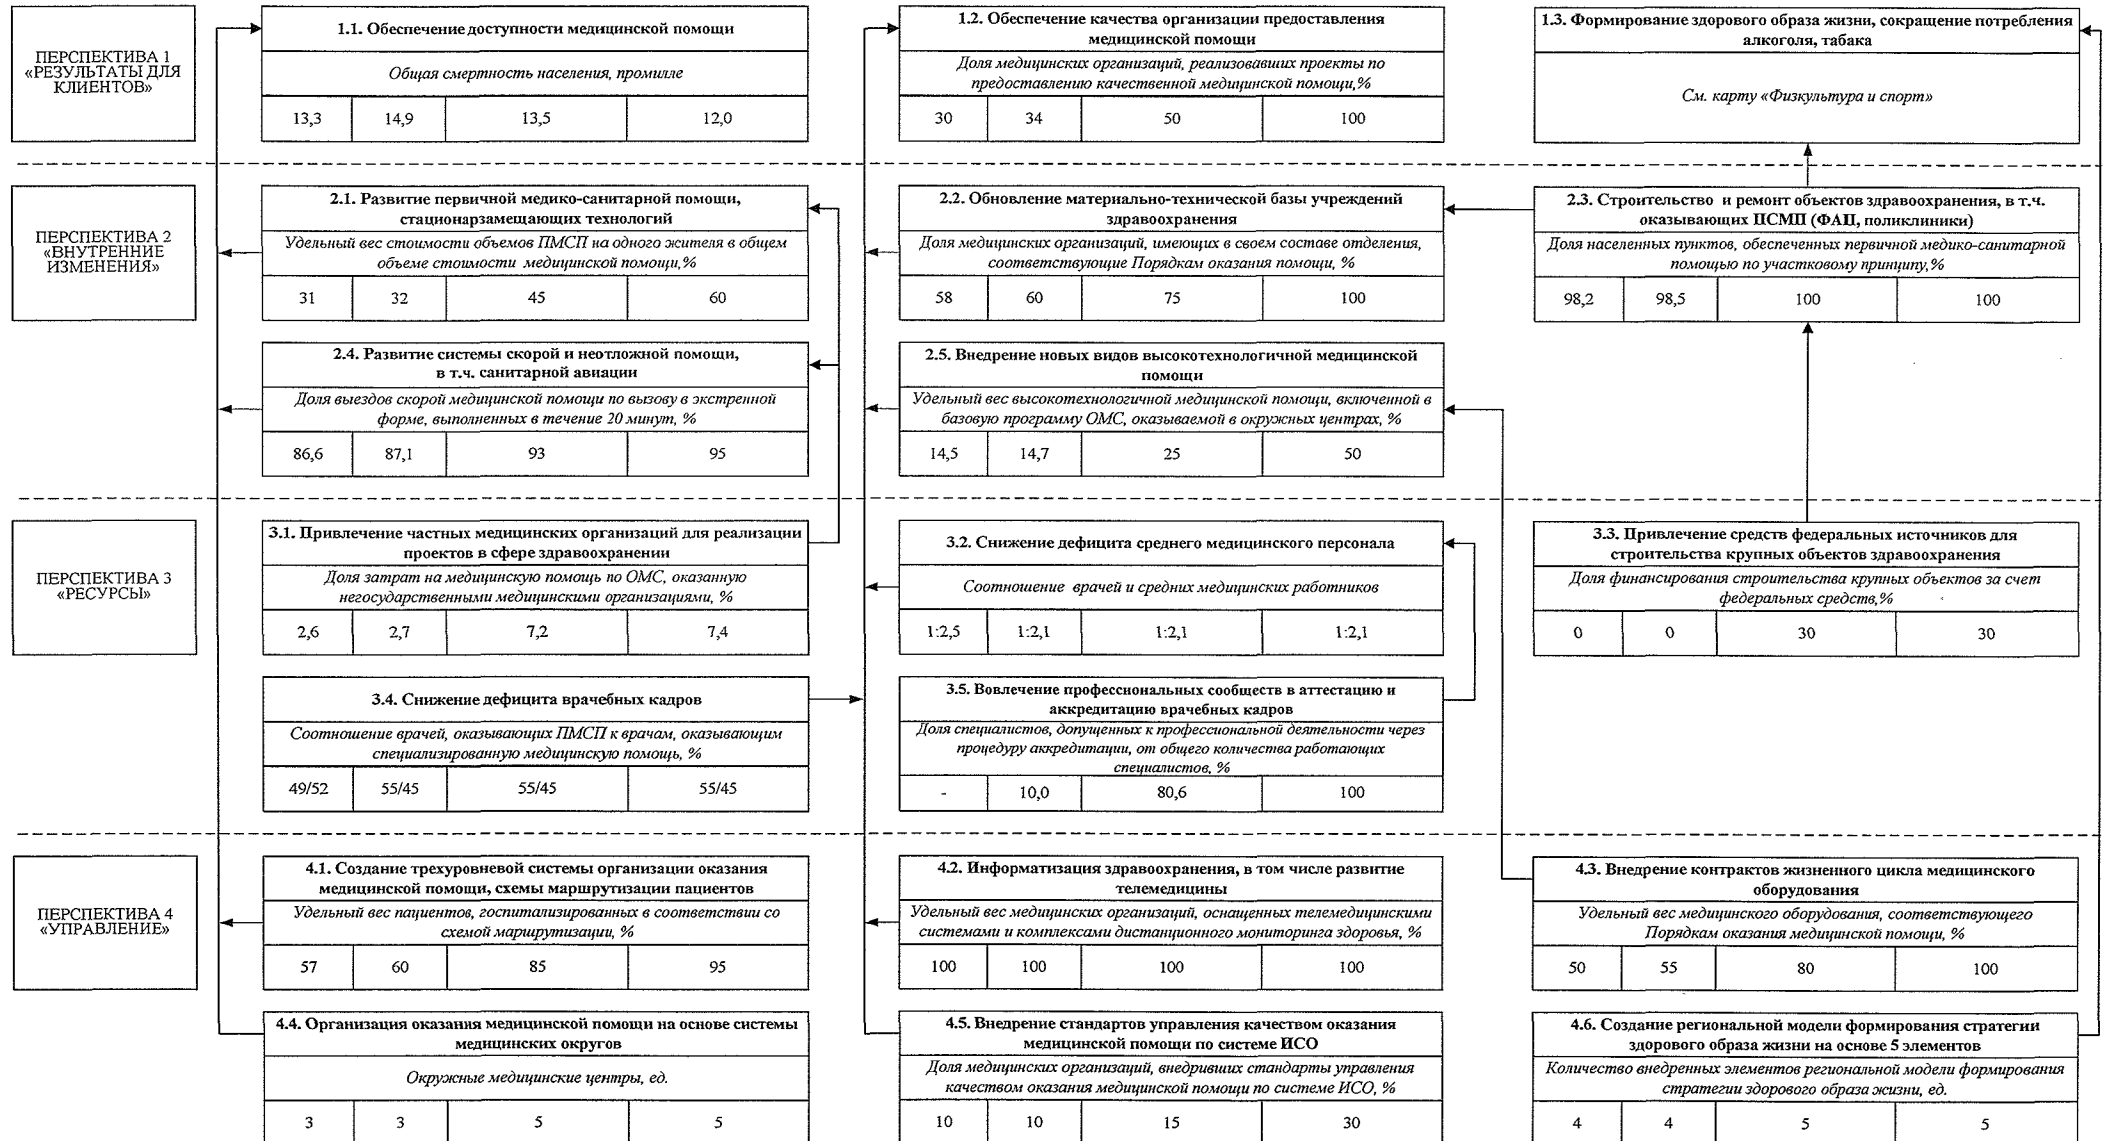 ПЕРСПЕКТИВА 1
«РЕЗУЛЬТАТЫ ДЛЯ
КЛИЕНТОВ»
1.1. Обеспечение доступности медицинской помощи
Общая смертность населения, промилле
13,3 14,9 13,5 12,0
1.2. Обеспечение качества организации предоставления
медицинской помощи
Доля медицинских организаций, реализовавших проекты по
предоставлению качественной медицинской помощи,%
30 34 50 100
1.3. Формирование здорового образа жизни, сокращение потребления
алкоголя, табака
См. карту «Физкультура и спорт»
ПЕРСПЕКТИВА 2
«ВНУТРЕННИЕ
ИЗМЕНЕНИЯ»
2.1. Развитие первичной медико-санитарной помощи,
стационарзамещающих технологий
Удельный вес стоимости объемов ПМСП на одного жителя в общем
объеме стоимости медицинской помощи,%
31 32 45 60
2.2. Обновление материально-технической базы учреждений
здравоохранения
Доля медицинских организаций, имеющих в своем составе отделения,
соответствующие Порядкам оказания помощи, %
58 60 75 100
2.3. Строительство и ремонт объектов здравоохранения, в т.ч.
оказывающих ПСМП (ФАП, поликлиники)
Доля населенных пунктов, обеспеченных первичной медико-санитарной
помощью по участковому принципу,%
98,2 98,5 100 100
2.4. Развитие системы скорой и неотложной помощи,
в т.ч. санитарной авиации
Доля выездов скорой медицинской помощи по вызову в экстренной
форме, выполненных в течение 20 минут, %
86,6 87,1 93 95
2.5. Внедрение новых видов высокотехнологичной медицинской
помощи
Удельный вес высокотехнологичной медицинской помощи, включенной в
базовую программу ОМС, оказываемой в окружных центрах, %
14,5 14,7 25 50
ПЕРСПЕКТИВА 3
«РЕСУРСЫ»
3.1. Привлечение частных медицинских организаций для реализации
проектов в сфере здравоохранении
Доля затрат на медицинскую помощь по ОМС, оказанную
негосударственными медицинскими организациями, %
2,6 2,7 7,2 7,4
3.2. Снижение дефицита среднего медицинского персонала
Соотношение врачей и средних медицинских работников
1:2,5 1:2,1 1:2,1 1:2,1
3.3. Привлечение средств федеральных источников для
строительства крупных объектов здравоохранения
Доля финансирования строительства крупных объектов за счет
федеральных средств,%
0 0 30 30
3.4. Снижение дефицита врачебных кадров
Соотношение врачей, оказывающих ПМСП к врачам, оказывающим
специализированную медицинскую помощь, %
49/52 55/45 55/45 55/45
3.5. Вовлечение профессиональных сообществ в аттестацию и
аккредитацию врачебных кадров
Доля специалистов, допущенных к профессиональной деятельности через
процедуру аккредитации, от общего количества работающих
специалистов, %
- 10,0 80,6 100
ПЕРСПЕКТИВА 4
«УПРАВЛЕНИЕ»
4.1. Создание трехуровневой системы организации оказания
медицинской помощи, схемы маршрутизации пациентов
Удельный вес пациентов, госпитализированных в соответствии со
схемой маршрутизации, %
57 60 85 95
4.2. Информатизация здравоохранения, в том числе развитие
телемедицины
Удельный вес медицинских организаций, оснащенных телемедицинскими
системами и комплексами дистанционного мониторинга здоровья, %
100 100 100 100
4.3. Внедрение контрактов жизненного цикла медицинского
оборудования
Удельный вес медицинского оборудования, соответствующего
Порядкам оказания медицинской помощи, %
50 55 80 100
4.4. Организация оказания медицинской помощи на основе системы
медицинских округов
Окружные медицинские центры, ед.
3 3 5 5
4.5. Внедрение стандартов управления качеством оказания
медицинской помощи по системе ИСО
Доля медицинских организаций, внедривших стандарты управления
качеством оказания медицинской помощи по системе ИСО, %
10 10 15 30
4.6. Создание региональной модели формирования стратегии
здорового образа жизни на основе 5 элементов
Количество внедренных элементов региональной модели формирования
стратегии здорового образа жизни, ед.
4 4 5 5